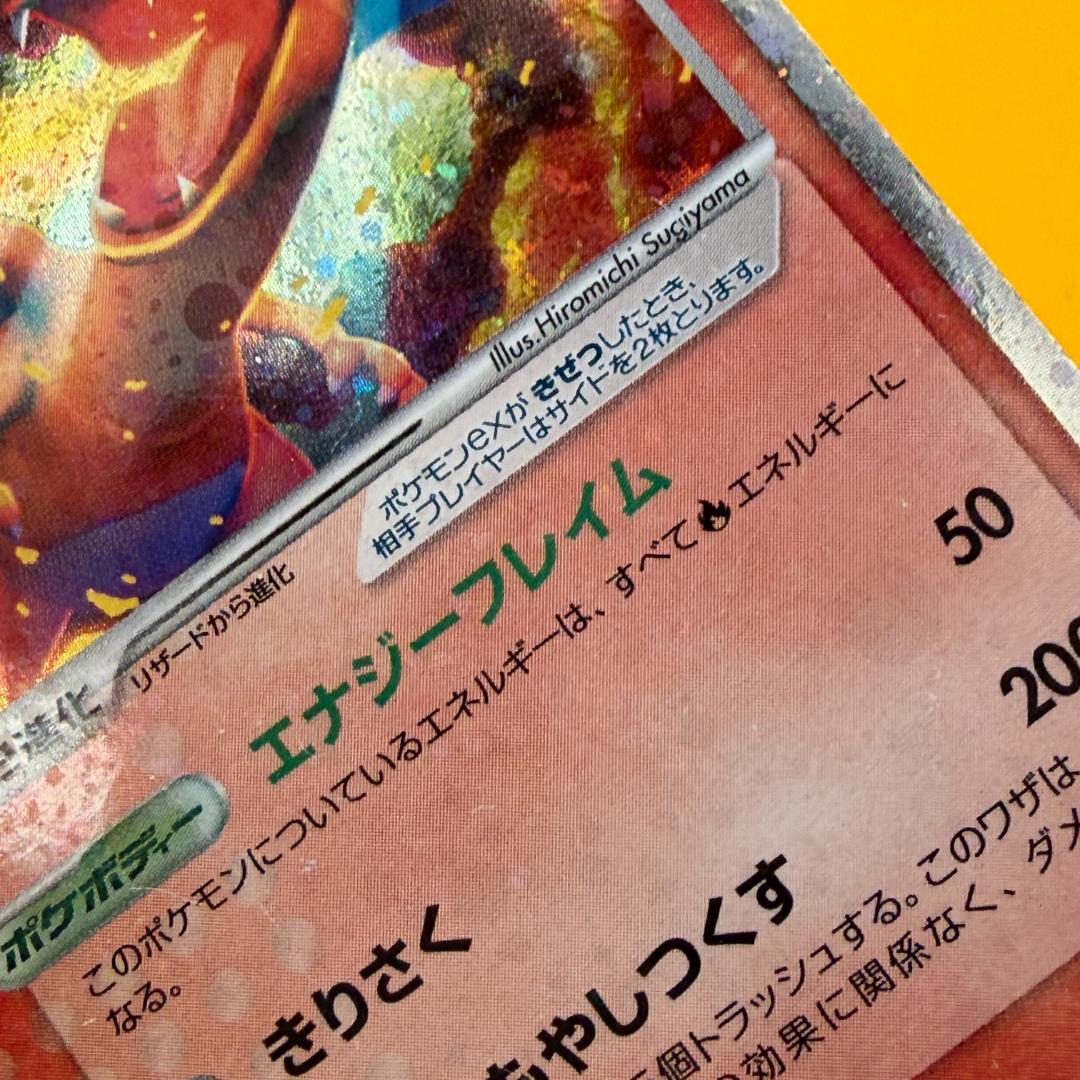 Illus.Hiromichi Sugiyama
ポケモンexがきぜつしたとき、
相手プレイヤーはサイドを2枚とります。
進化
リザードから進化
ポケボディー
エナジーフレイム
このポケモンについているエネルギーは、すべて エネルギーに
なる。
きりさく 50
やしつくす 200
個トラッシュする。このワザは
効果に関係なく、ダメ